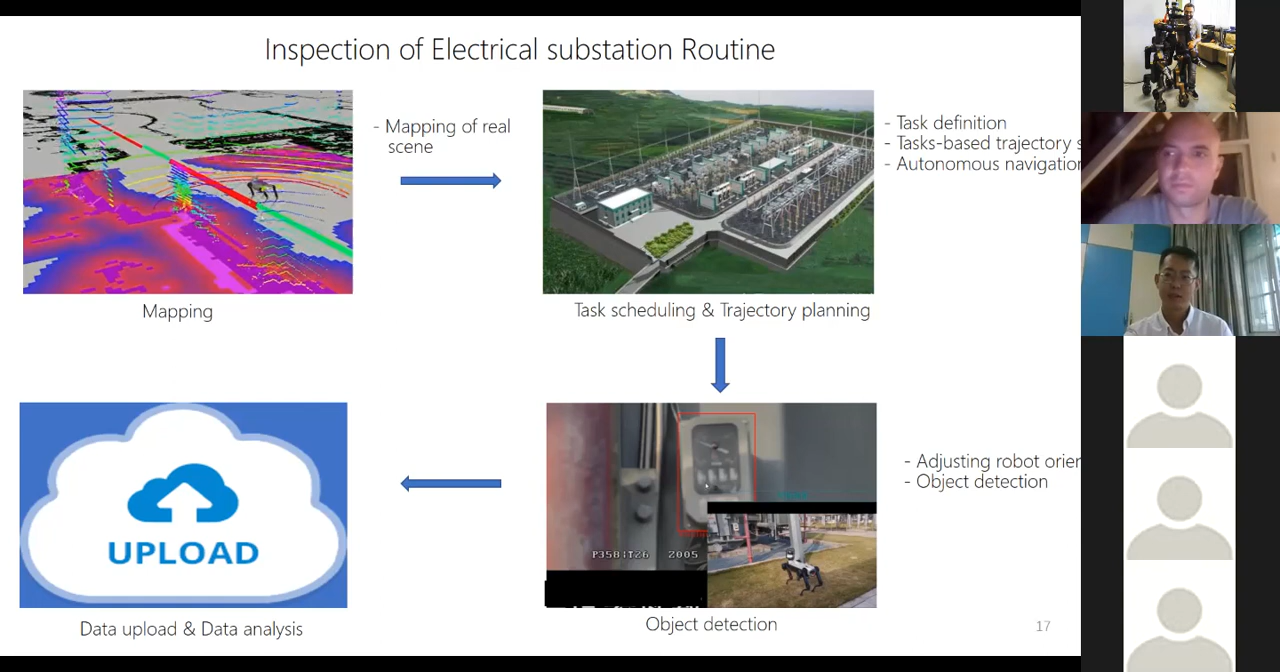 Inspection of Electrical substation Routine
- Mapping of real
scene
- Task definition
- Tasks-based trajectory s
- Autonomous navigation
Mapping
Task scheduling & Trajectory planning
UPLOAD
P358:T26 2005
- Adjusting robot orien
- Object detection
Data upload & Data analysis
Object detection
17